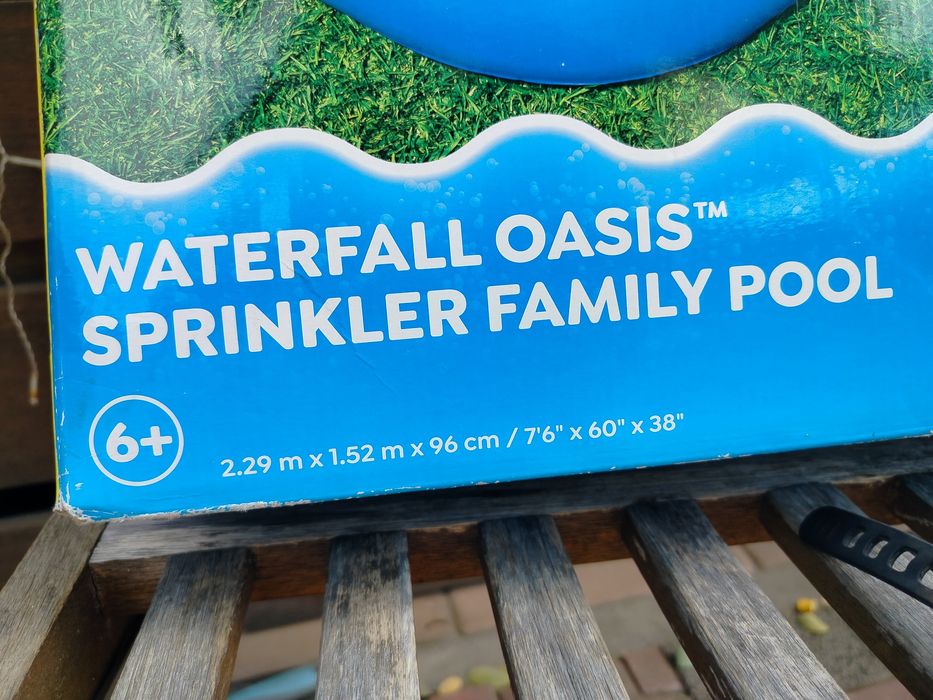 WATERFALL OASIS™
SPRINKLER FAMILY POOL
6+
2.29 m x 1.52 m x 96 cm / 7'6" x 60" x 38"